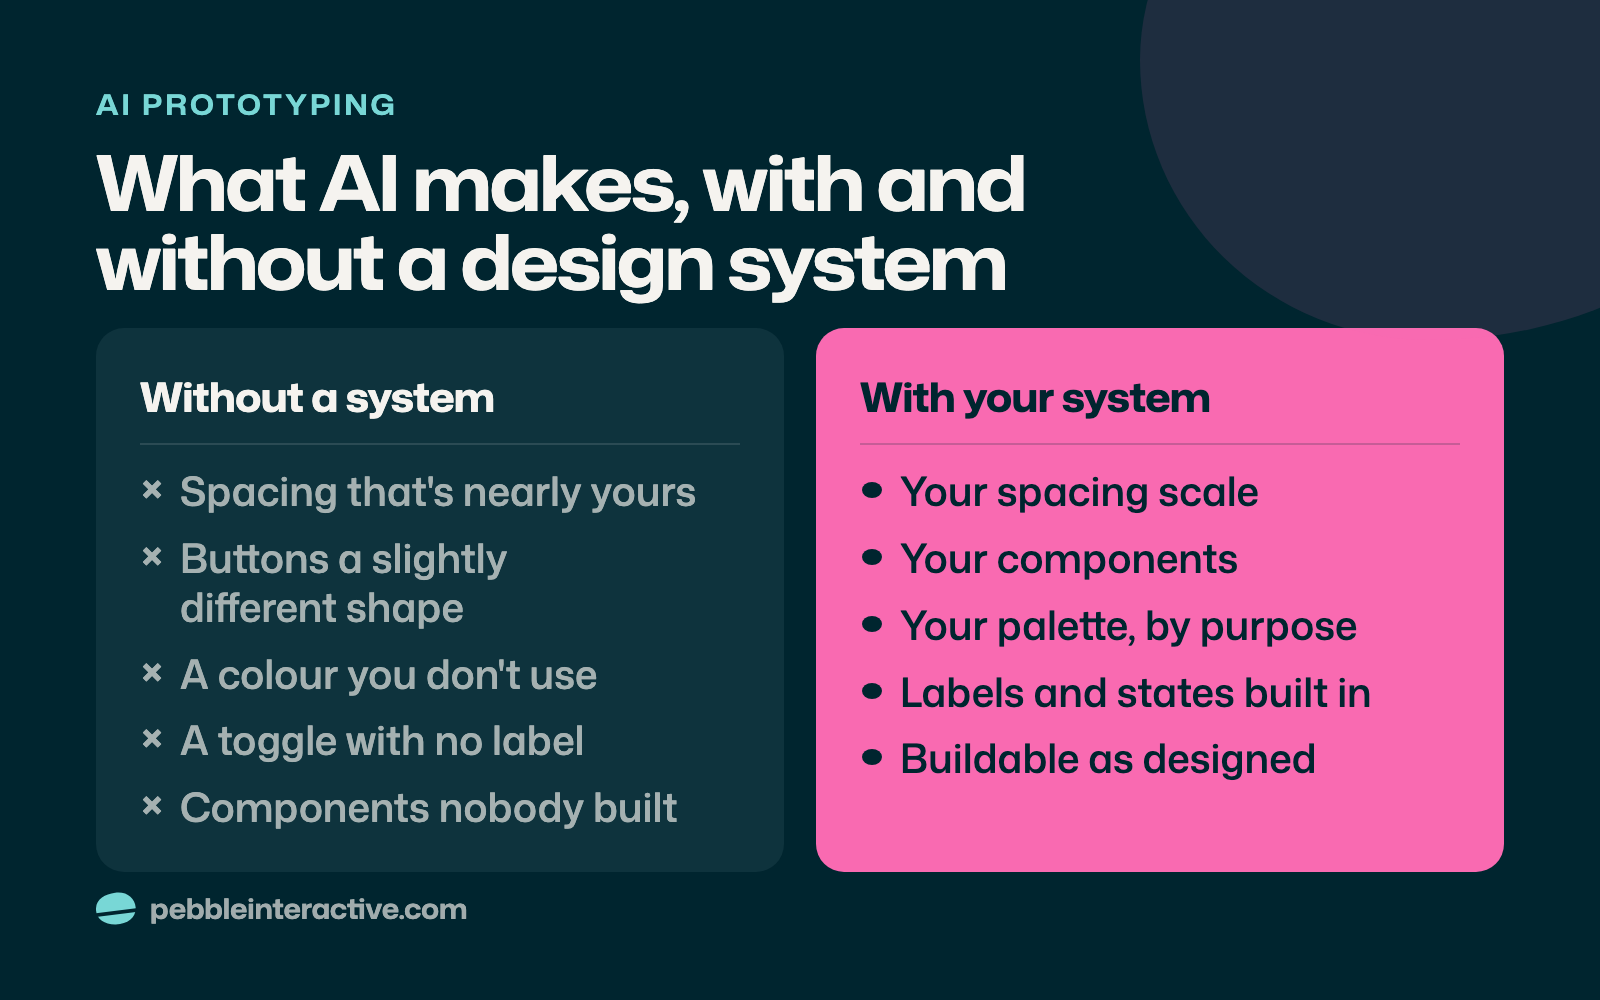 AI PROTOTYPING
What AI makes, with and
without a design system
Without a system
× Spacing that's nearly yours
× Buttons a slightly
different shape
× A colour you don't use
× A toggle with no label
× Components nobody built
With your system
● Your spacing scale
● Your components
● Your palette, by purpose
● Labels and states built in
● Buildable as designed
pebbleinteractive.com